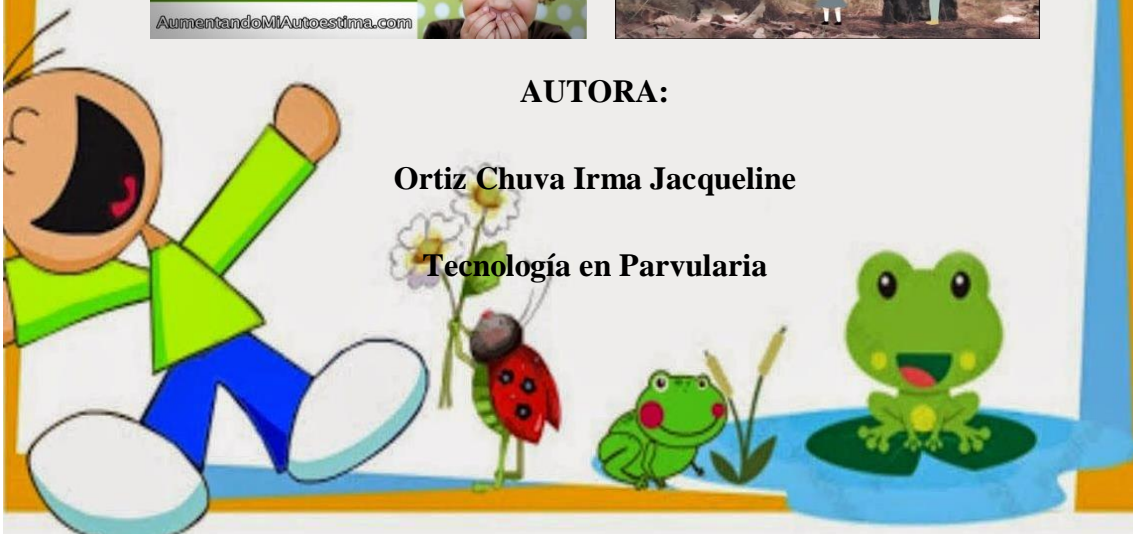 AumentandoMiAutoestima.com
AUTORA:
Ortiz Chuva Irma Jacqueline
Tecnología en Parvularia